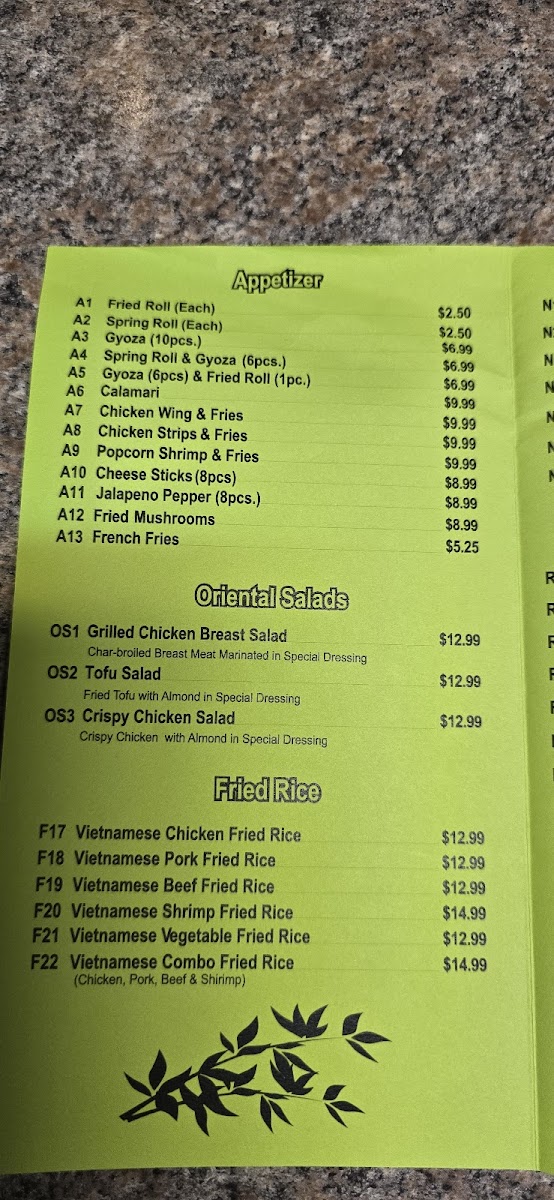 Appetizer
A1 Fried Roll (Each) $2.50
A2 Spring Roll (Each) $2.50
A3 Gyoza (10pcs.) $6.99
A4 Spring Roll & Gyoza (6pcs.) $6.99
A5 Gyoza (6pcs) & Fried Roll (1pc.) $6.99
A6 Calamari $9.99
A7 Chicken Wing & Fries $9.99
A8 Chicken Strips & Fries $9.99
A9 Popcorn Shrimp & Fries $9.99
A10 Cheese Sticks (8pcs) $8.99
A11 Jalapeno Pepper (8pcs.) $8.99
A12 Fried Mushrooms $8.99
A13 French Fries $5.25
Oriental Salads
OS1 Grilled Chicken Breast Salad $12.99
Char-broiled Breast Meat Marinated in Special Dressing
OS2 Tofu Salad $12.99
Fried Tofu with Almond in Special Dressing
OS3 Crispy Chicken Salad $12.99
Crispy Chicken with Almond in Special Dressing
Fried Rice
F17 Vietnamese Chicken Fried Rice $12.99
F18 Vietnamese Pork Fried Rice $12.99
F19 Vietnamese Beef Fried Rice $12.99
F20 Vietnamese Shrimp Fried Rice $14.99
F21 Vietnamese Vegetable Fried Rice $12.99
F22 Vietnamese Combo Fried Rice $14.99
(Chicken, Pork, Beef & Shirimp)